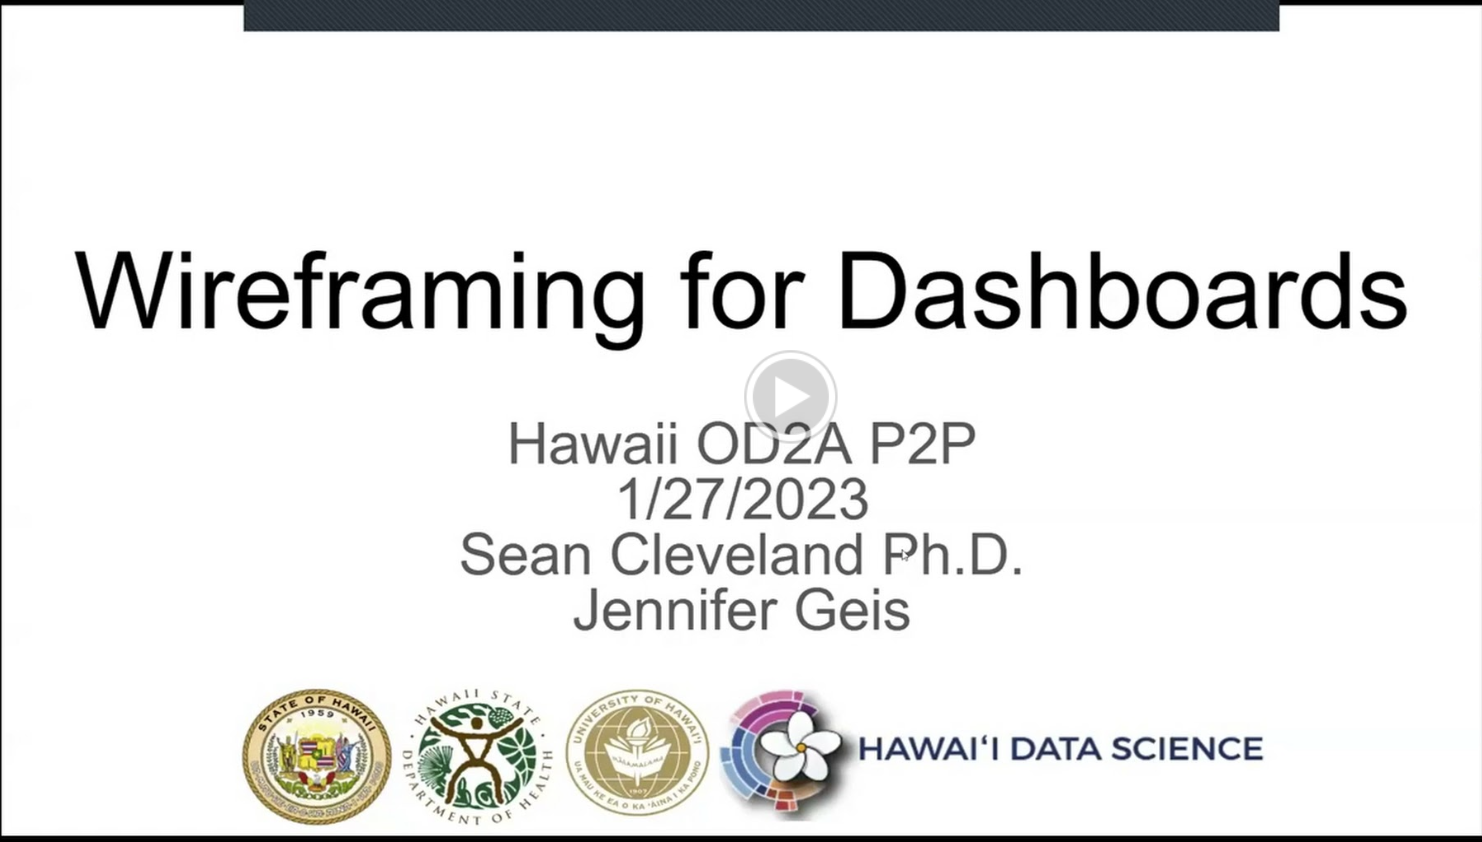 Wireframing for Dashboards
Hawaii OD2A P2P
1/27/2023
Sean Cleveland Ph.D.
Jennifer Geis
STATE OF HAWAII
1959
HAWAII STATE
DEPARTMENT OF HEALTH
UNIVERSITY OF HAWAI‘I
UA MAU KE EA O KA ‘ĀINA I KA PONO
1907
HAWAI‘I DATA SCIENCE